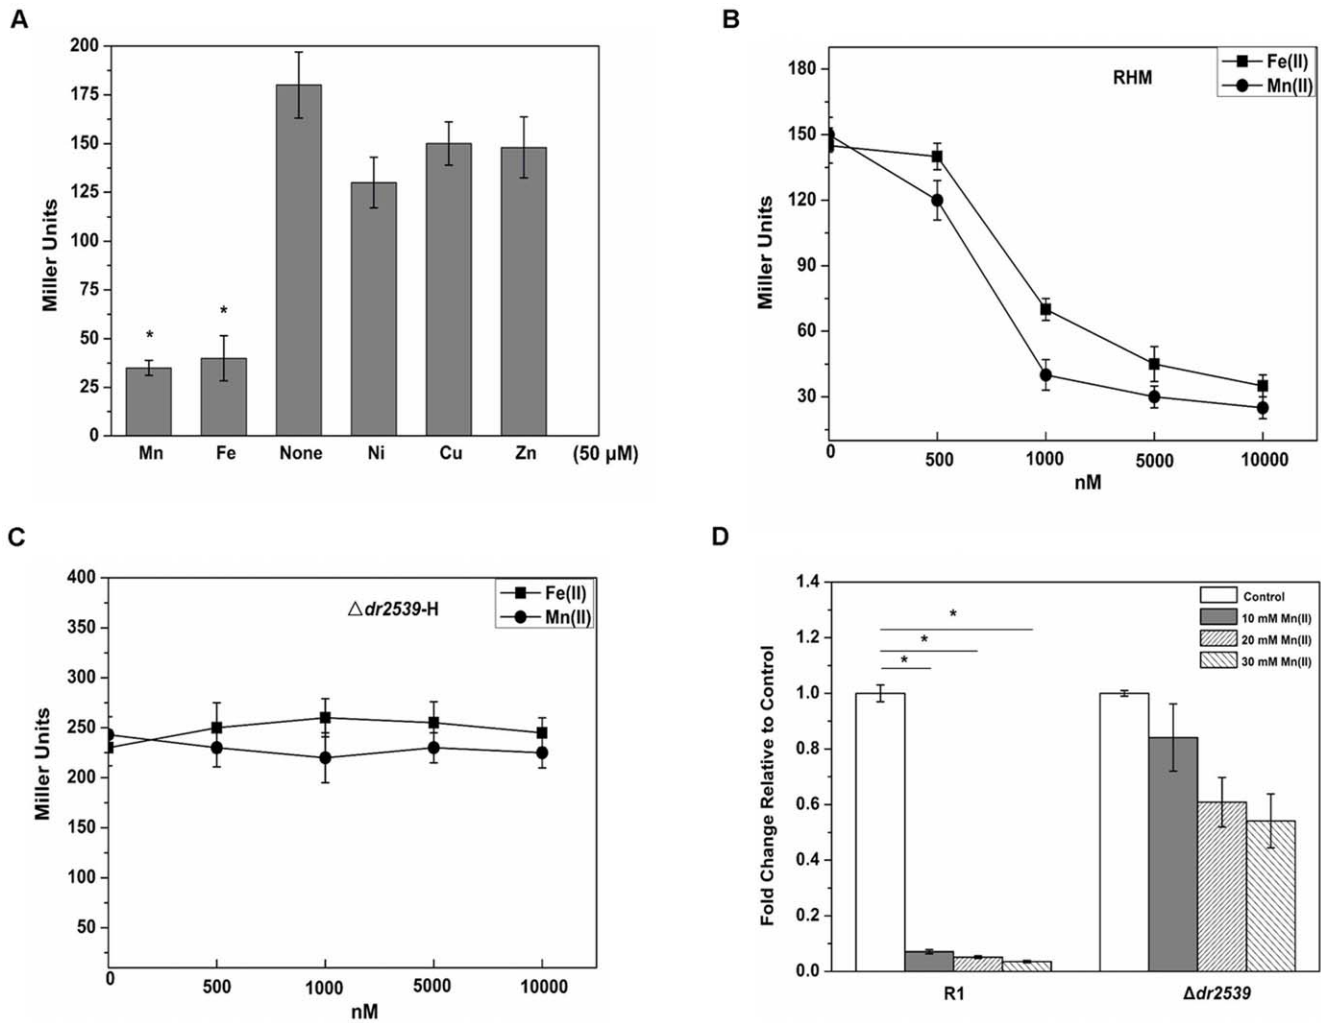 A
200
175
150
125
100
75
50
25
0
Miller Units
*
*
Mn Fe None Ni Cu Zn (50 μM)
B
180
150
120
90
60
30
Miller Units
RHM
Fe(II)
Mn(II)
0 500 1000 5000 10000
nM
C
400
350
300
250
200
150
100
50
Miller Units
△dr2539-H
Fe(II)
Mn(II)
0 500 1000 5000 10000
nM
D
1.4
1.2
1.0
0.8
0.6
0.4
0.2
0.0
Fold Change Relative to Control
*
*
*
Control
10 mM Mn(II)
20 mM Mn(II)
30 mM Mn(II)
R1 Δdr2539